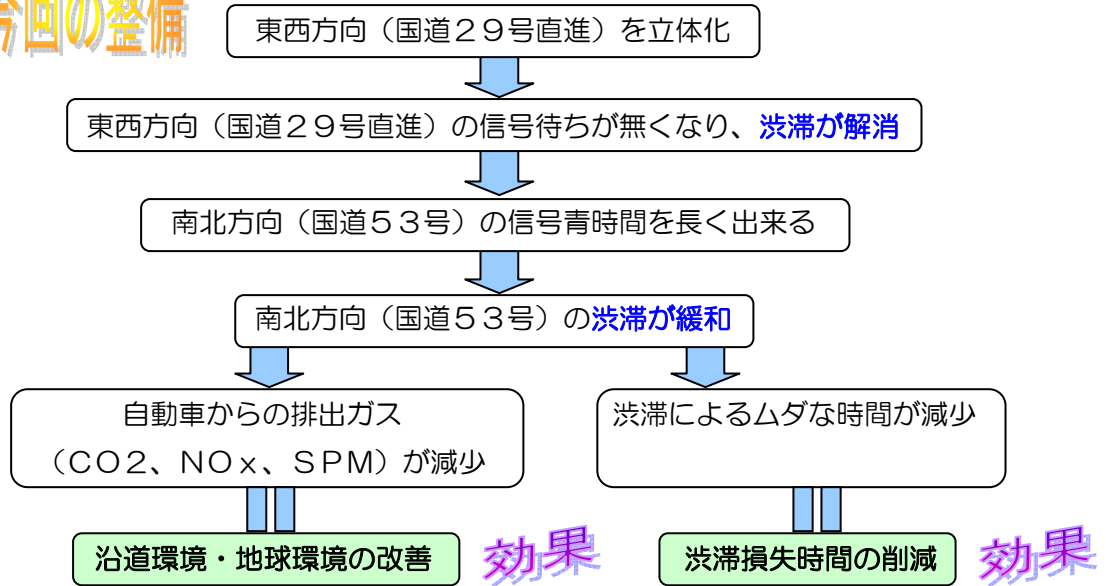 今回の整備
東西方向（国道２９号直進）を立体化
東西方向（国道２９号直進）の信号待ちが無くなり、渋滞が解消
南北方向（国道５３号）の信号青時間を長く出来る
南北方向（国道５３号）の渋滞が緩和
自動車からの排出ガス
（ＣＯ２、ＮＯｘ、ＳＰＭ）が減少
渋滞によるムダな時間が減少
沿道環境・地球環境の改善
効果
渋滞損失時間の削減
効果